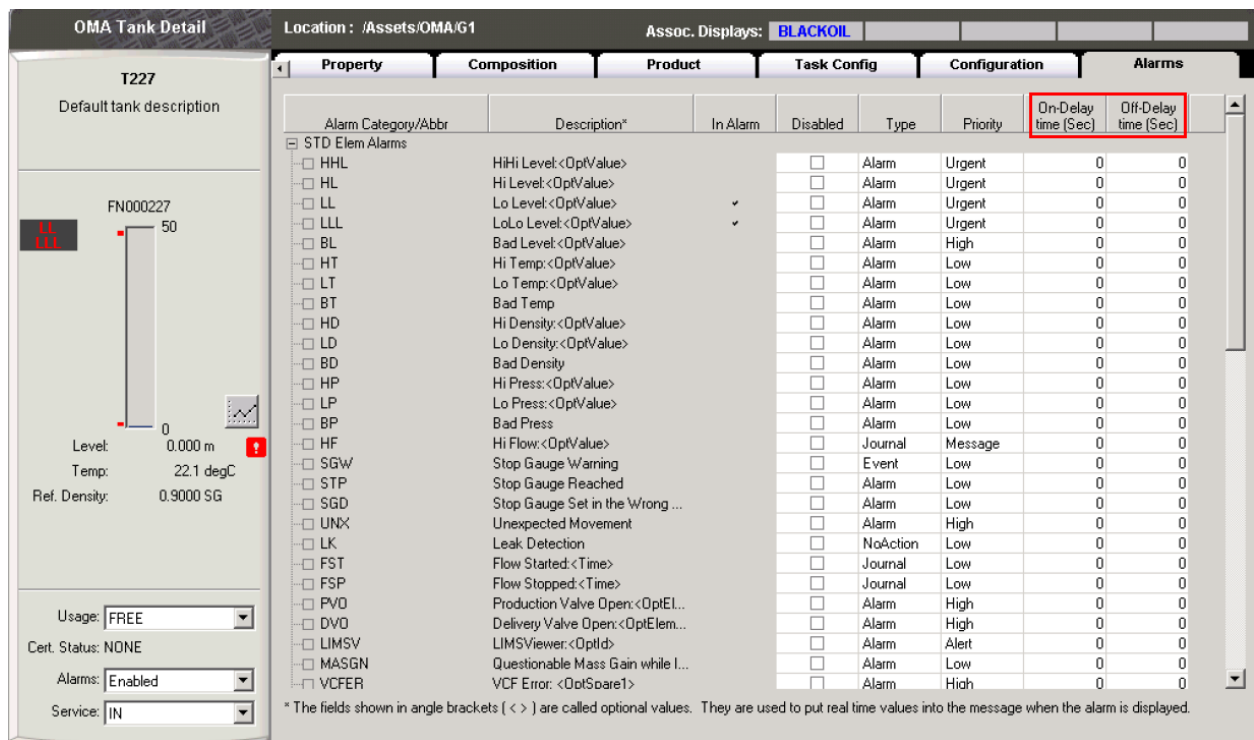 OMA Tank Detail
Location : /Assets/OMA/G1 Assoc. Displays: BLACKOIL
T227
Default tank description
FN000227
LL
LLL
50
0
Level: 0.000 m
Temp: 22.1 degC
Ref. Density: 0.9000 SG
Usage: FREE
Cert. Status: NONE
Alarms: Enabled
Service: IN
Property Composition Product Task Config Configuration Alarms
Alarm Category/Abbr Description* In Alarm Disabled Type Priority On-Delay time (Sec) Off-Delay time (Sec)
STD Elem Alarms
HHL HiHi Level:<OptValue> Alarm Urgent 0 0
HL Hi Level:<OptValue> Alarm Urgent 0 0
LL Lo Level:<OptValue> ✔ Alarm Urgent 0 0
LLL LoLo Level:<OptValue> ✔ Alarm Urgent 0 0
BL Bad Level:<OptValue> Alarm High 0 0
HT Hi Temp:<OptValue> Alarm Low 0 0
LT Lo Temp:<OptValue> Alarm Low 0 0
BT Bad Temp Alarm Low 0 0
HD Hi Density:<OptValue> Alarm Low 0 0
LD Lo Density:<OptValue> Alarm Low 0 0
BD Bad Density Alarm Low 0 0
HP Hi Press:<OptValue> Alarm Low 0 0
LP Lo Press:<OptValue> Alarm Low 0 0
BP Bad Press Alarm Low 0 0
HF Hi Flow:<OptValue> Journal Message 0 0
SGW Stop Gauge Warning Event Low 0 0
STP Stop Gauge Reached Alarm Low 0 0
SGD Stop Gauge Set in the Wrong ... Alarm Low 0 0
UNX Unexpected Movement Alarm High 0 0
LK Leak Detection NoAction Low 0 0
FST Flow Started:<Time> Journal Low 0 0
FSP Flow Stopped:<Time> Journal Low 0 0
PVO Production Valve Open:<OptEl... Alarm High 0 0
DVO Delivery Valve Open:<OptElem... Alarm High 0 0
LIMSV LIMSViewer:<OptId> Alarm Alert 0 0
MASGN Questionable Mass Gain while I... Alarm Low 0 0
VCFER VCF Error: <OptSpare1> Alarm High 0 0
* The fields shown in angle brackets ( < > ) are called optional values. They are used to put real time values into the message when the alarm is displayed.